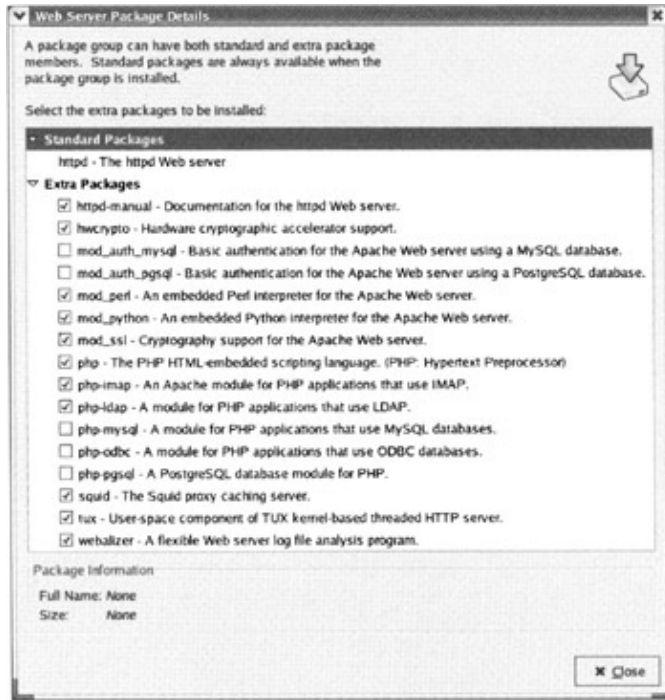 Web Server Package Details
A package group can have both standard and extra package
members. Standard packages are always available when the
package group is installed.
Select the extra packages to be installed:
Standard Packages
httpd - The httpd Web server
Extra Packages
httpd-manual - Documentation for the httpd Web server.
hwcrypto - Hardware cryptographic accelerator support.
mod_auth_mysql - Basic authentication for the Apache Web server using a MySQL database.
mod_auth_pgsql - Basic authentication for the Apache Web server using a PostgreSQL database.
mod_perl - An embedded Perl interpreter for the Apache Web server.
mod_python - An embedded Python interpreter for the Apache Web server.
mod_ssl - Cryptography support for the Apache Web server.
php - The PHP HTML-embedded scripting language. (PHP: Hypertext Preprocessor)
php-imap - An Apache module for PHP applications that use IMAP.
php-ldap - A module for PHP applications that use LDAP.
php-mysql - A module for PHP applications that use MySQL databases.
php-odbc - A module for PHP applications that use ODBC databases.
php-pgsql - A PostgreSQL database module for PHP.
squid - The Squid proxy caching server.
tux - User-space component of TUX kernel-based threaded HTTP server.
webalizer - A flexible Web server log file analysis program.
Package Information
Full Name: None
Size: None
Close